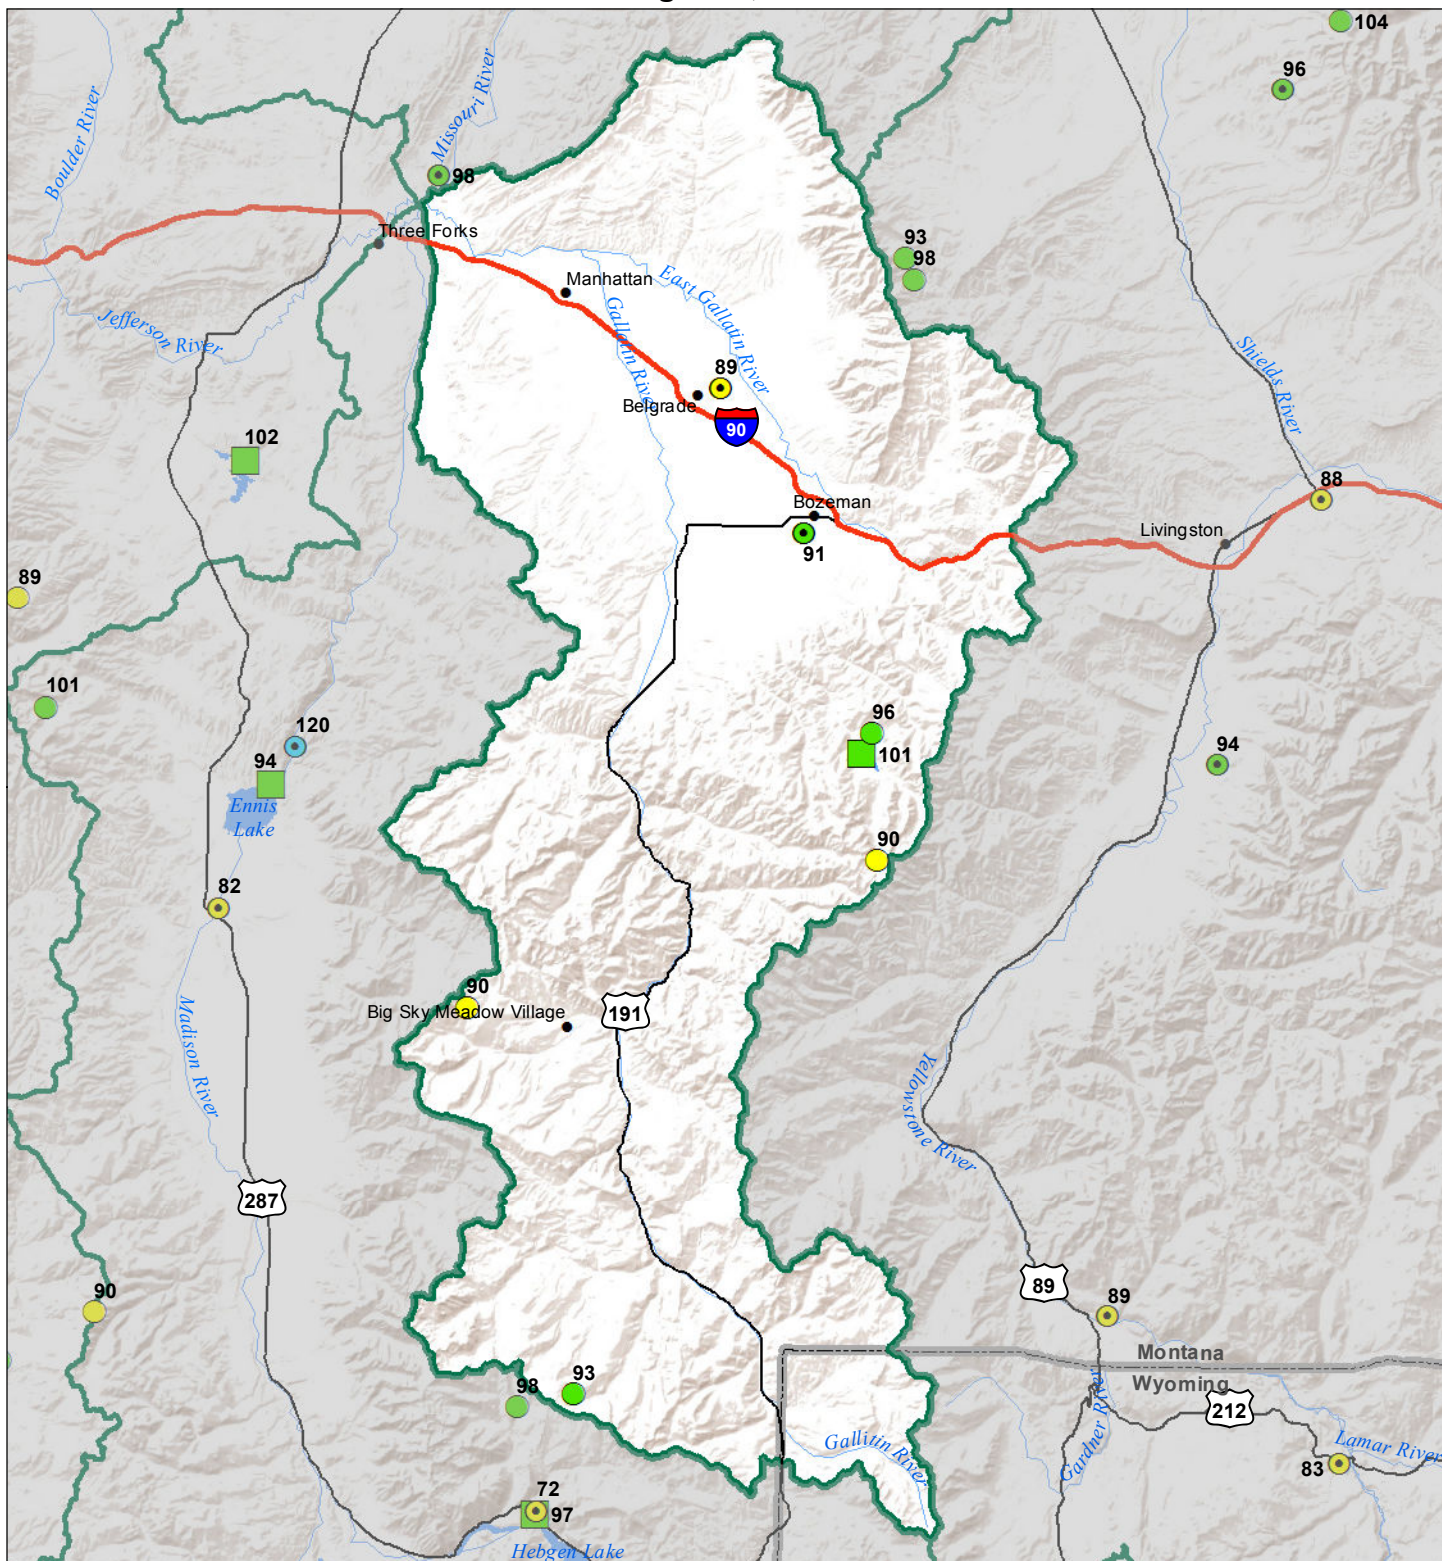 104
96
Missouri River
Boulder River
98
Three Forks
93
98
Manhattan
East Gallatin River
Gallatin River
Jefferson River
Shields River
89
Belgrade
90
102
88
Bozeman
Livingston
91
89
101
96
120
101
94
94
Ennis
Lake
90
82
90
Big Sky Meadow Village
191
Madison River
Yellowstone River
287
89
89
90
Montana
Wyoming
93
98
212
Gardner River
Gallitin River
Lamar River
83
72
97
Hebgen Lake